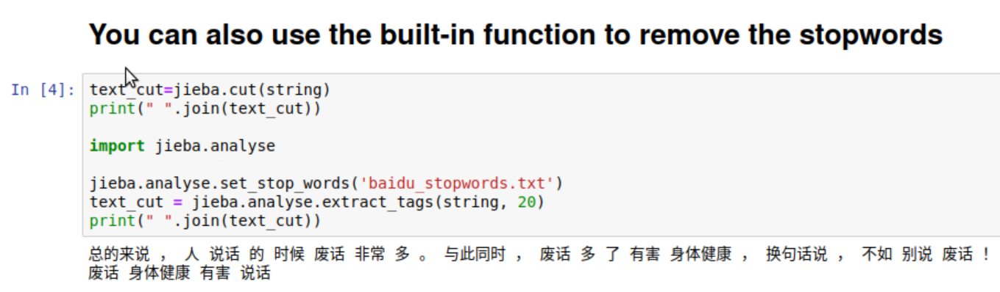 You can also use the built-in function to remove the stopwords
In [4]: text_cut=jieba.cut(string)
print(" ".join(text_cut))
import jieba.analyse
jieba.analyse.set_stop_words('baidu_stopwords.txt')
text_cut = jieba.analyse.extract_tags(string, 20)
print(" ".join(text_cut))
总的来说 ， 人 说话 的 时候 废话 非常 多 。 与此同时 ， 废话 多 了 有害 身体健康 ， 换句话说 ， 不如 别说 废话 ！
废话 身体健康 有害 说话